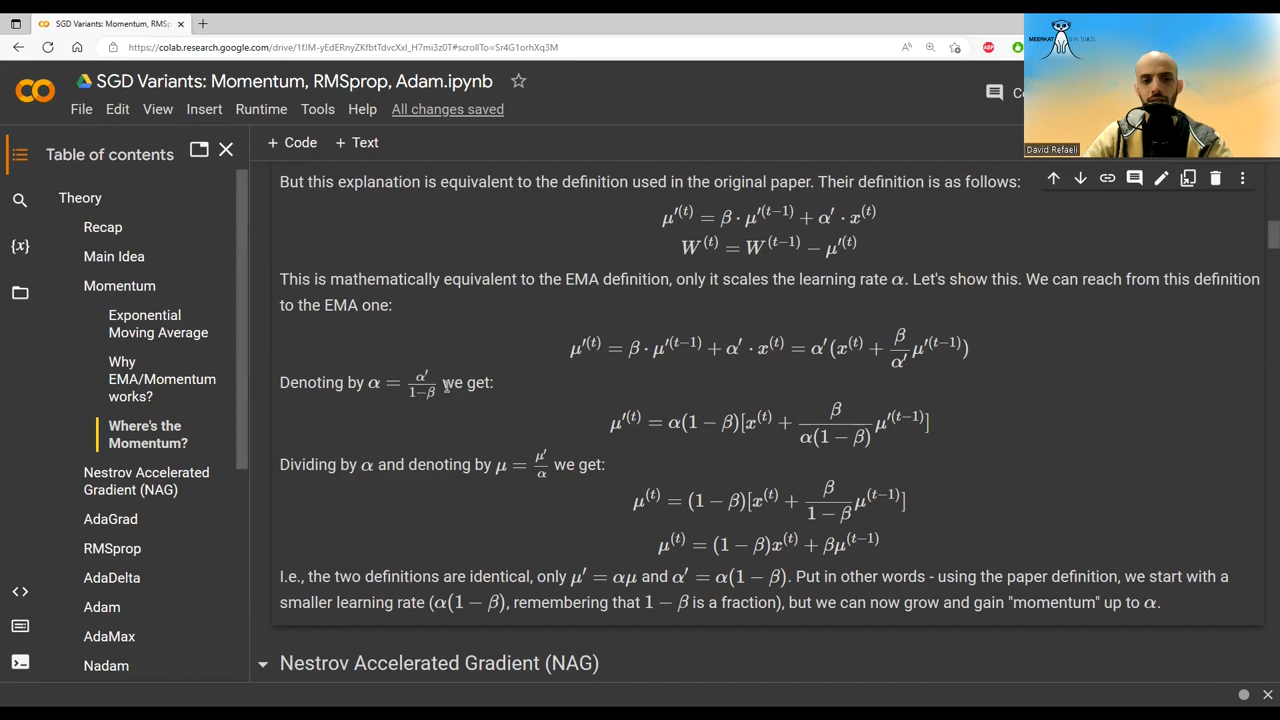 SGD Variants: Momentum, RMSp
https://colab.research.google.com/drive/1fJM-yEdERnyZKfbtTdvcXxI_H7mi3z0T#scrollTo=Sr4G1orhXq3M
SGD Variants: Momentum, RMSprop, Adam.ipynb
File Edit View Insert Runtime Tools Help All changes saved
Co
MEERKAT
David Refaeli
+ Code + Text
Table of contents
Theory
Recap
Main Idea
Momentum
Exponential
Moving Average
Why
EMA/Momentum
works?
Where's the
Momentum?
Nestrov Accelerated
Gradient (NAG)
AdaGrad
RMSprop
AdaDelta
Adam
AdaMax
Nadam
{x}
But this explanation is equivalent to the definition used in the original paper. Their definition is as follows:
μ′(t) = β · μ′(t−1) + α′ · x(t)
W(t) = W(t−1) − μ′(t)
This is mathematically equivalent to the EMA definition, only it scales the learning rate α. Let's show this. We can reach from this definition
to the EMA one:
μ′(t) = β · μ′(t−1) + α′ · x(t) = α′(x(t) + β/α′ μ′(t−1))
Denoting by α = α′/1−β we get:
μ′(t) = α(1 − β)[x(t) + β/α(1 − β) μ′(t−1)]
Dividing by α and denoting by μ = μ′/α we get:
μ(t) = (1 − β)[x(t) + β/1 − β μ(t−1)]
μ(t) = (1 − β)x(t) + βμ(t−1)
I.e., the two definitions are identical, only μ′ = αμ and α′ = α(1 − β). Put in other words - using the paper definition, we start with a
smaller learning rate (α(1 − β), remembering that 1 − β is a fraction), but we can now grow and gain "momentum" up to α.
Nestrov Accelerated Gradient (NAG)